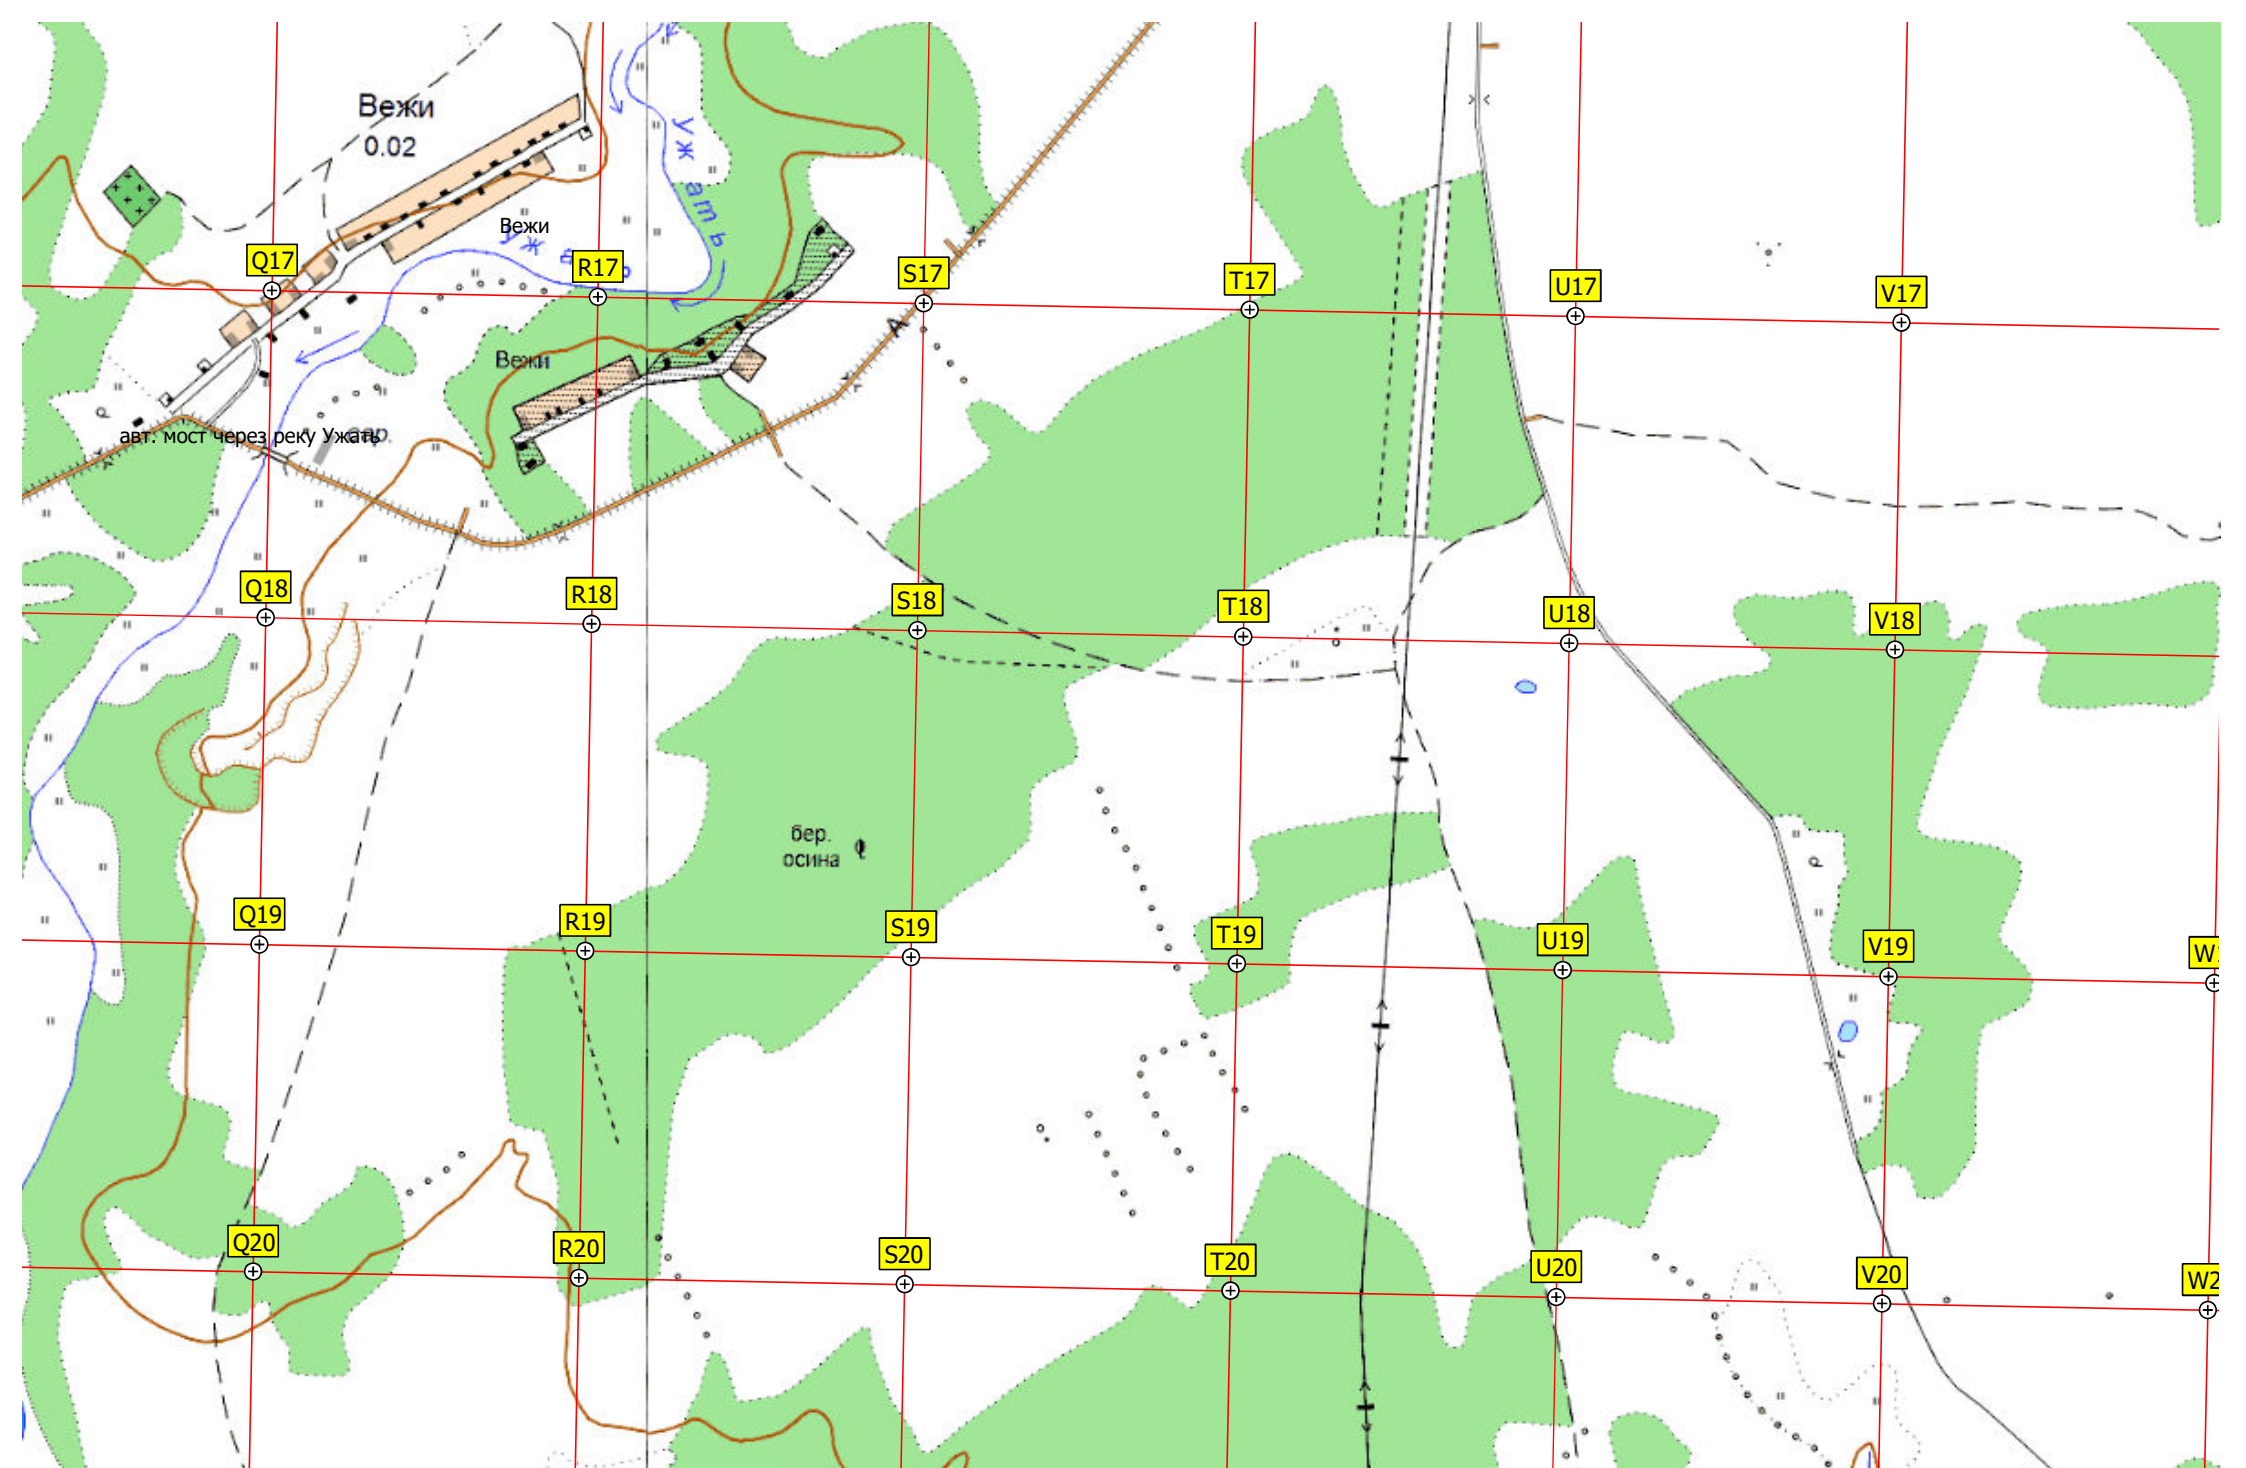 Вежи
0.02
Уж ать
Вежи
Уж
Q17
R17
S17
T17
U17
V17
А
Вежи
авт. мост через реку Ужать
Q18
R18
S18
T18
U18
V18
бер.
осина
Q19
R19
S19
T19
U19
V19
Q20
R20
S20
T20
U20
V20